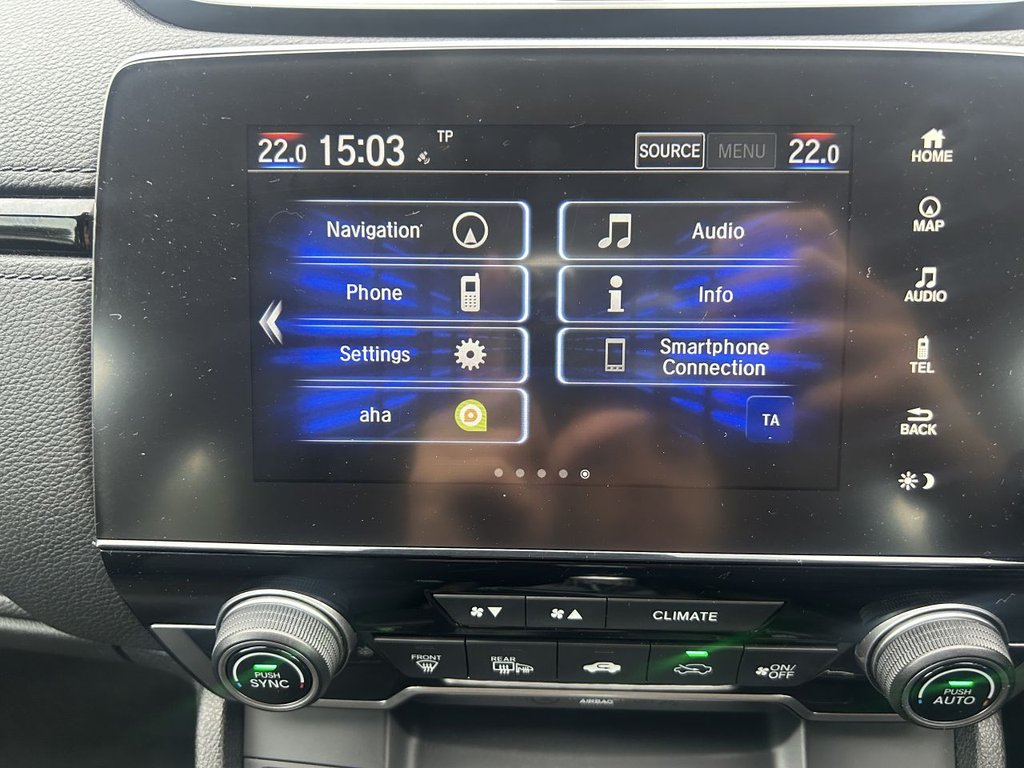 22.0 15:03 TP SOURCE MENU 22.0
HOME
MAP
Navigation Audio
AUDIO
Phone Info
TEL
Settings Smartphone
Connection
BACK
aha TA
CLIMATE
FRONT REAR ON/
OFF
PUSH
SYNC
PUSH
AUTO
AIRBAG